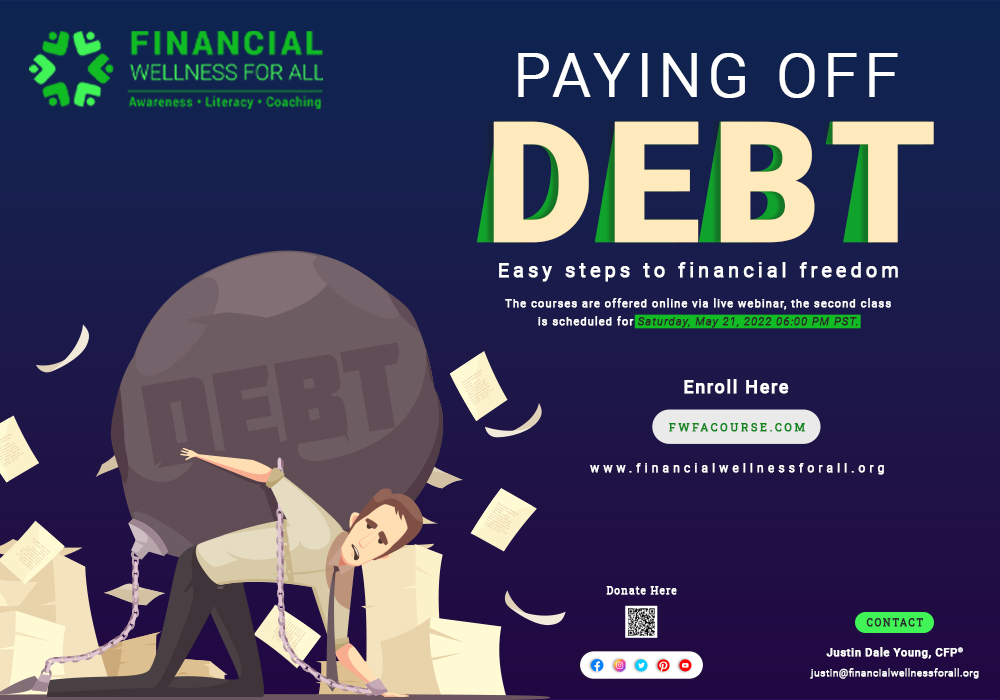 FINANCIAL
WELLNESS FOR ALL
Awareness • Literacy • Coaching
PAYING OFF
DEBT
Easy steps to financial freedom
The courses are offered online via live webinar, the second class
is scheduled for Saturday, May 21, 2022 06:00 PM PST.
DEBT
Enroll Here
FWFACOURSE.COM
www.financialwellnessforall.org
Donate Here
CONTACT
Justin Dale Young, CFP®
justin@financialwellnessforall.org